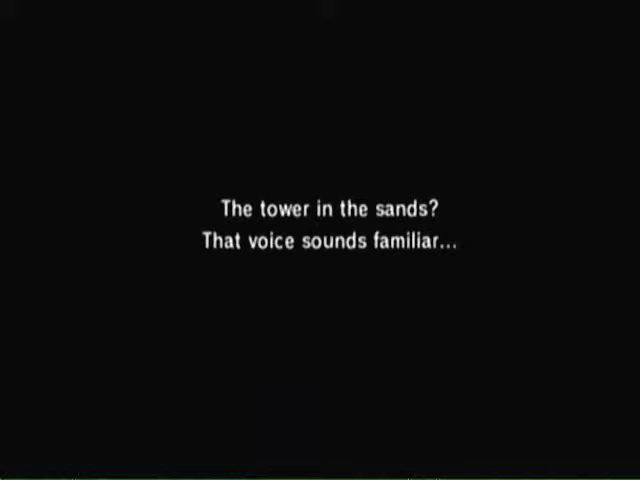 The tower in the sands?
That voice sounds familiar...